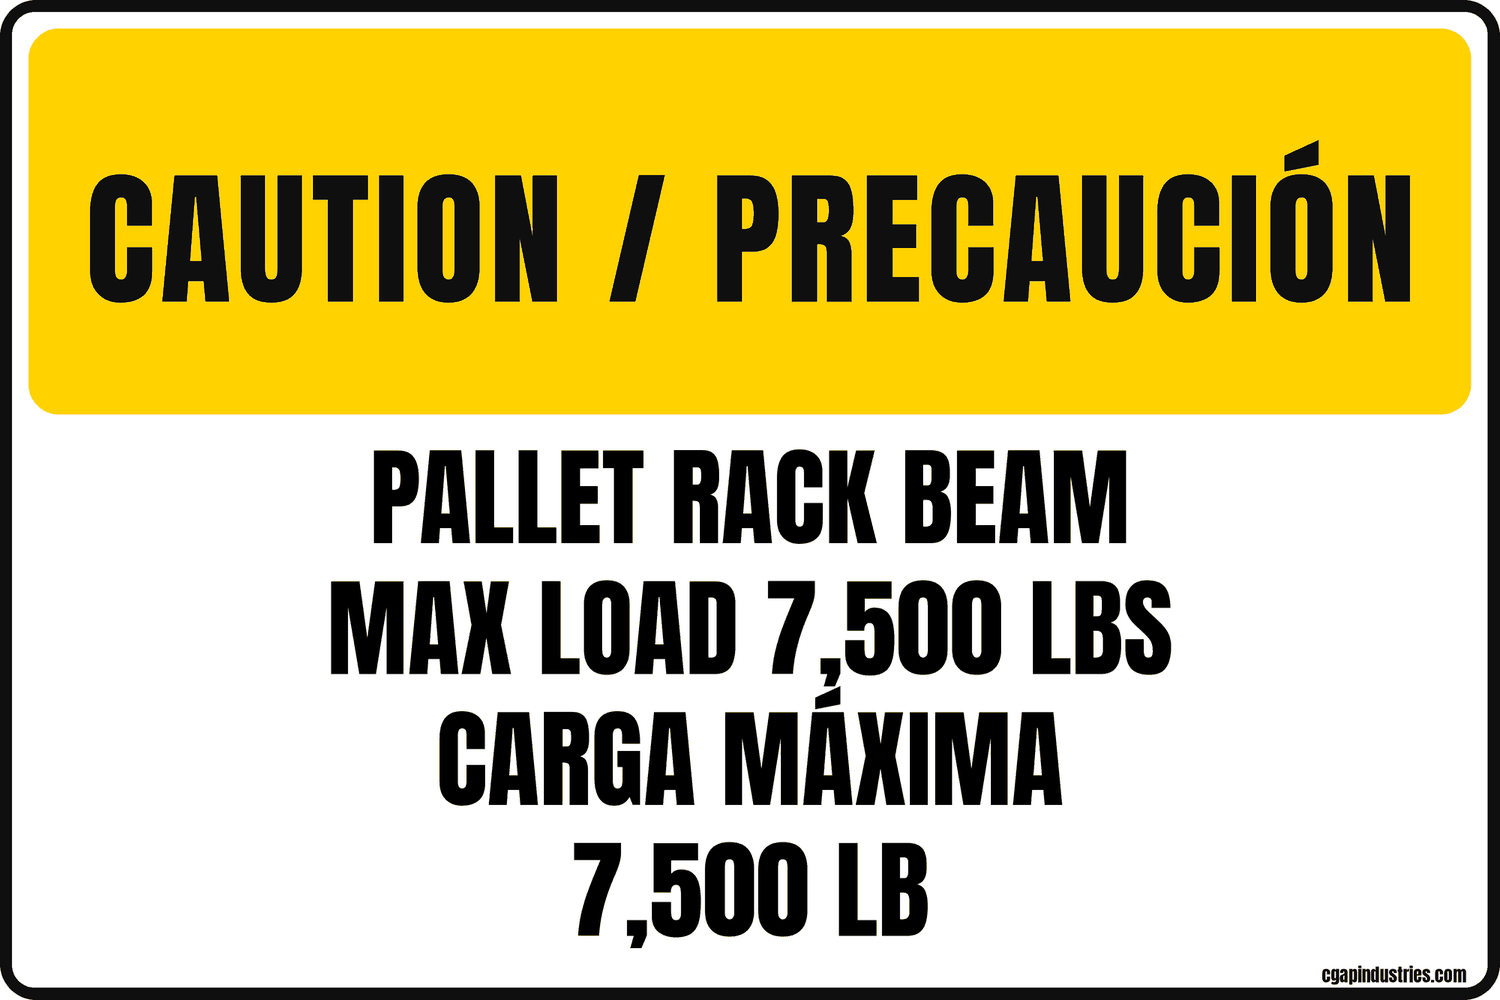 CAUTION / PRECAUCIÓN
PALLET RACK BEAM
MAX LOAD 7,500 LBS
CARGA MÁXIMA
7,500 LB
cgapindustries.com